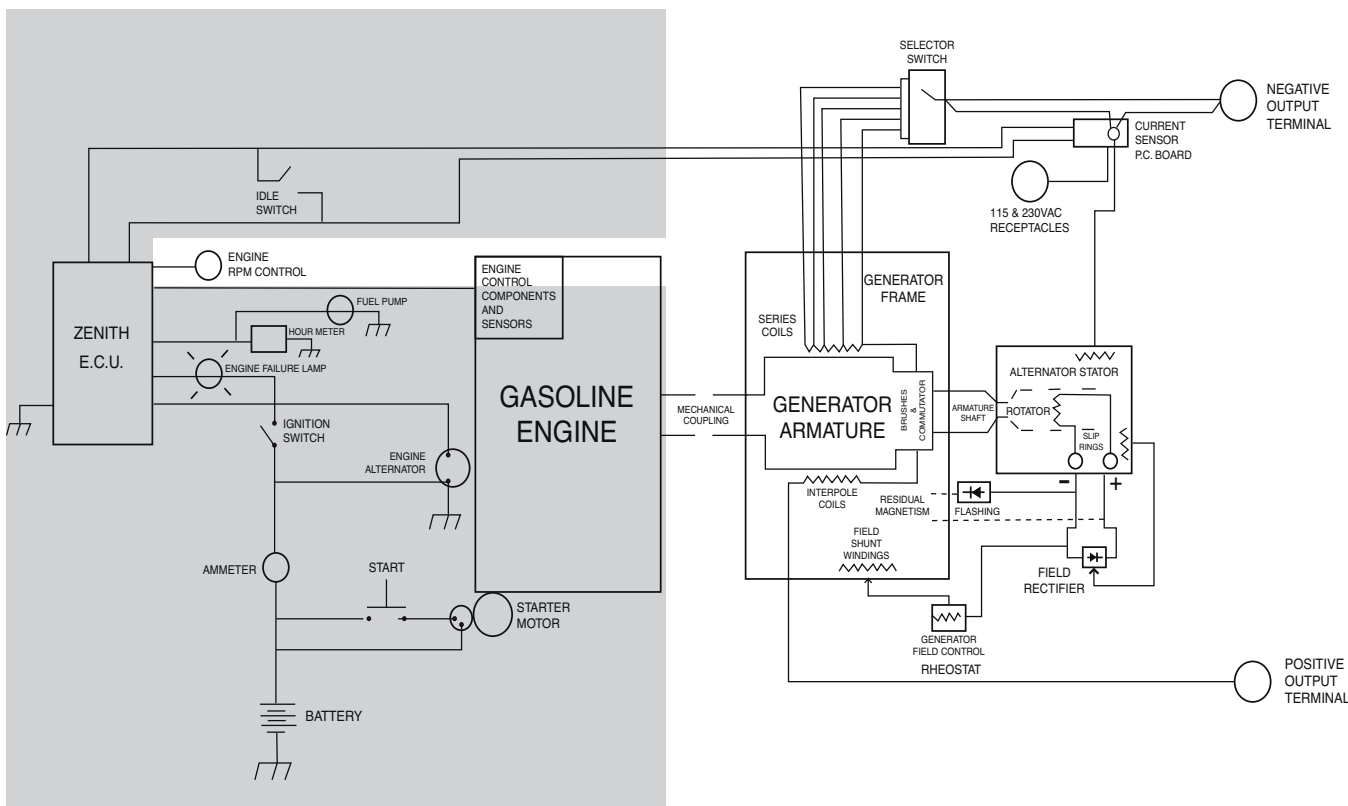 SELECTOR
SWITCH
NEGATIVE
OUTPUT
TERMINAL
CURRENT
SENSOR
P.C. BOARD
IDLE
SWITCH
115 & 230VAC
RECEPTACLES
ENGINE
RPM CONTROL
ENGINE
CONTROL
COMPONENTS
AND
SENSORS
GENERATOR
FRAME
FUEL PUMP
HOUR METER
ZENITH
E.C.U.
SERIES
COILS
ENGINE FAILURE LAMP
ALTERNATOR STATOR
GASOLINE
ENGINE
MECHANICAL
COUPLING
GENERATOR
ARMATURE
BRUSHES
&
COMMUTATOR
ARMATURE
SHAFT
ROTATOR
SLIP
RINGS
IGNITION
SWITCH
ENGINE
ALTERNATOR
INTERPOLE
COILS
RESIDUAL
MAGNETISM
FLASHING
-
+
FIELD
SHUNT
WINDINGS
FIELD
RECTIFIER
AMMETER
START
STARTER
MOTOR
GENERATOR
FIELD CONTROL
RHEOSTAT
POSITIVE
OUTPUT
TERMINAL
BATTERY